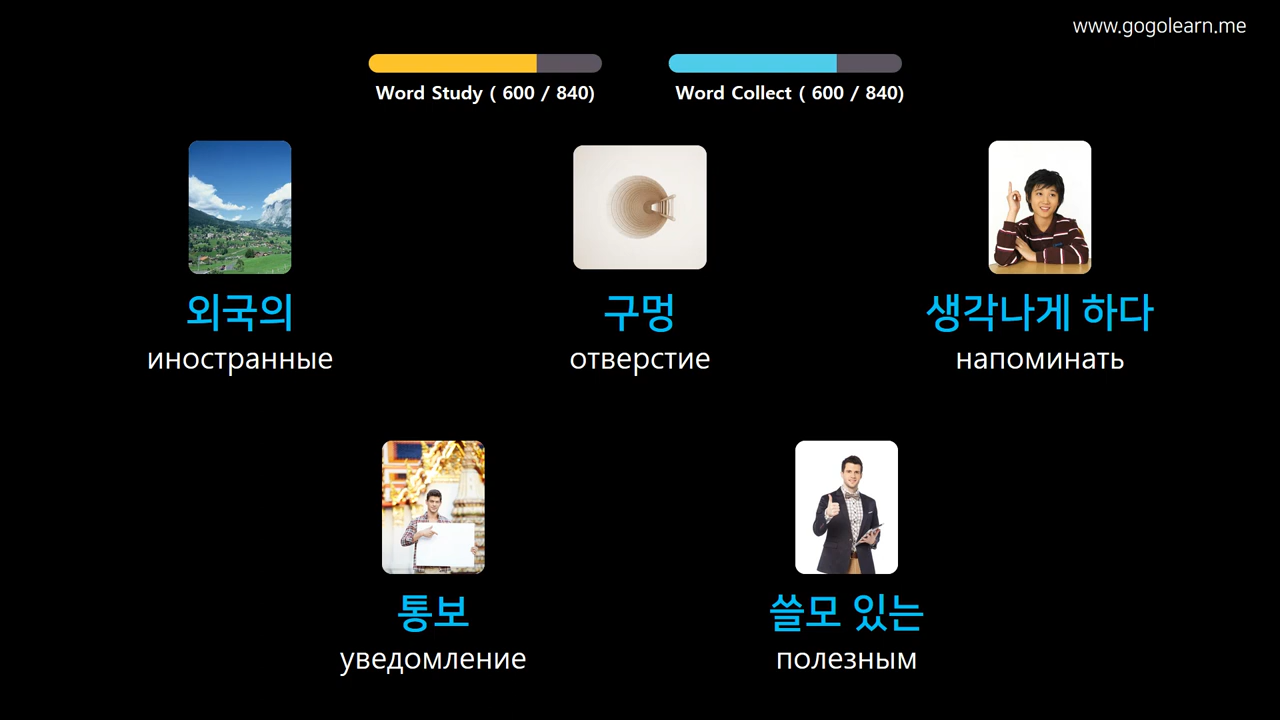 www.gogolearn.me
Word Study ( 600 / 840)
Word Collect ( 600 / 840)
외국의
иностранные
구멍
отверстие
생각나게 하다
напоминать
통보
уведомление
쓸모 있는
полезным